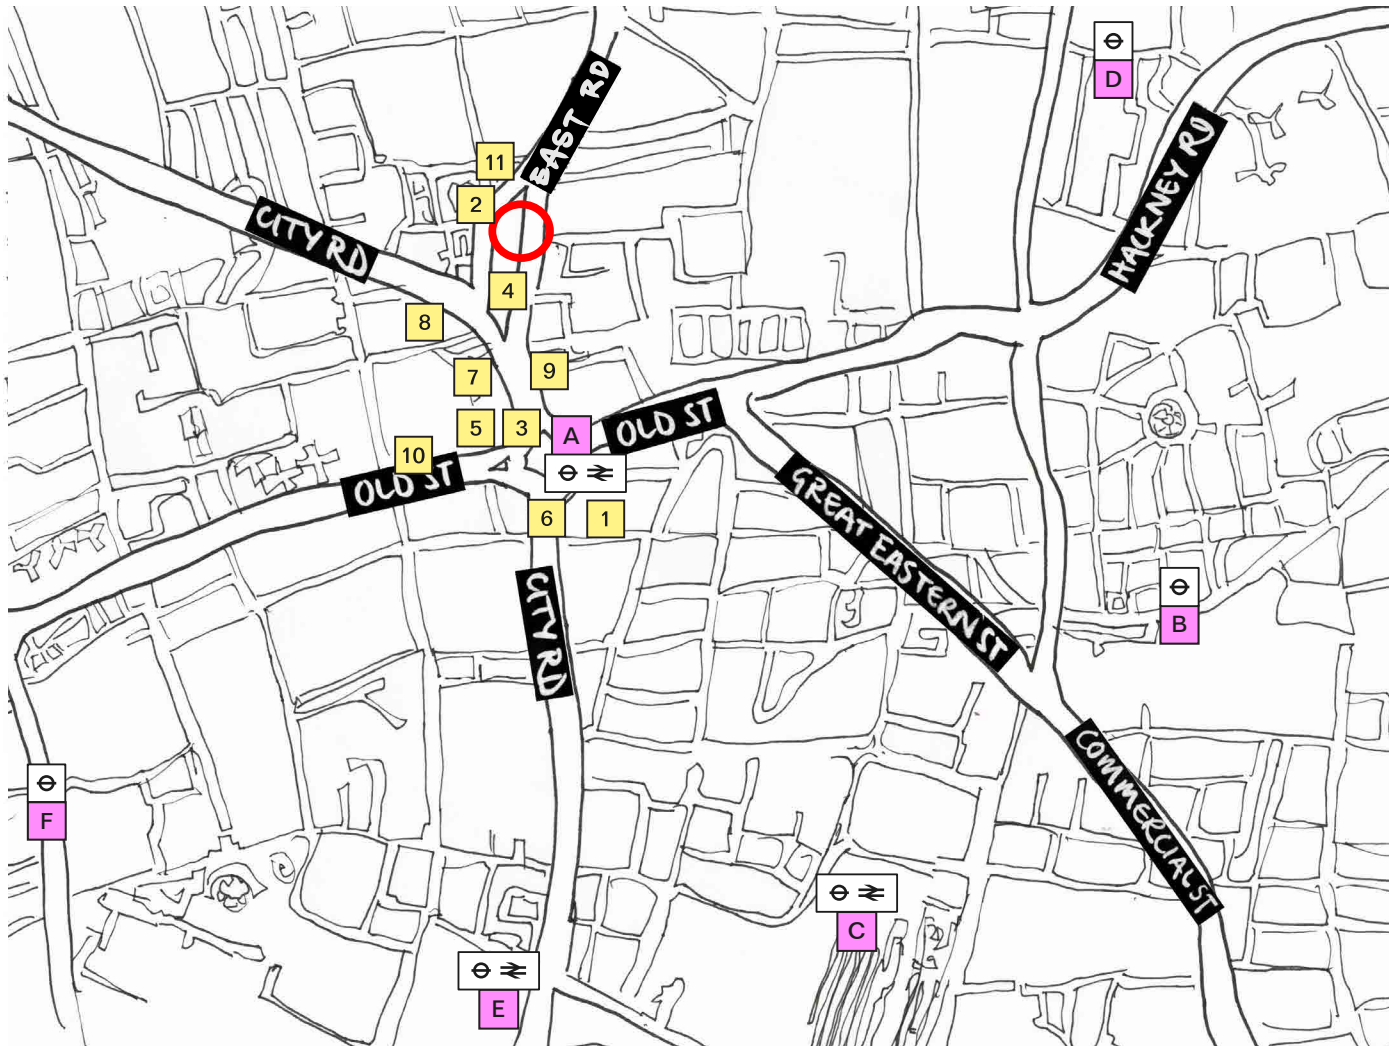 D
EAST RD
HACKNEY RD
11
2
CITY RD
4
8
9
7
5
3
A
OLD ST
10
OLD ST
GREAT EASTERN ST
6
1
CITY RD
B
F
COMMERCIAL ST
C
E